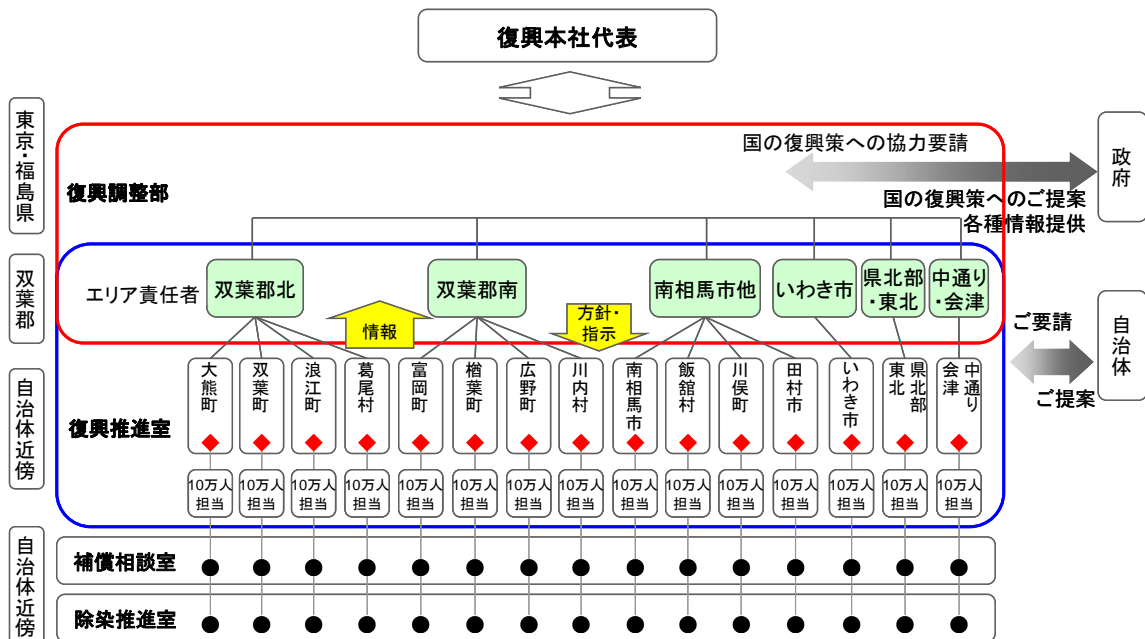 復興本社代表
東京・福島県
国の復興策への協力要請
政府
復興調整部
国の復興策へのご提案
各種情報提供
双葉郡
エリア責任者
双葉郡北
双葉郡南
南相馬市他
いわき市
県北部
・東北
中通り
・会津
情報
方針・
指示
ご要請
自治体
ご提案
自治体近傍
復興推進室
大熊町
双葉町
浪江町
葛尾村
富岡町
楢葉町
広野町
川内村
南相馬市
飯舘村
川俣町
田村市
いわき市
県北部
東北
中通り
会津
10万人
担当
10万人
担当
10万人
担当
10万人
担当
10万人
担当
10万人
担当
10万人
担当
10万人
担当
10万人
担当
10万人
担当
10万人
担当
10万人
担当
10万人
担当
10万人
担当
10万人
担当
自治体近傍
補償相談室
除染推進室